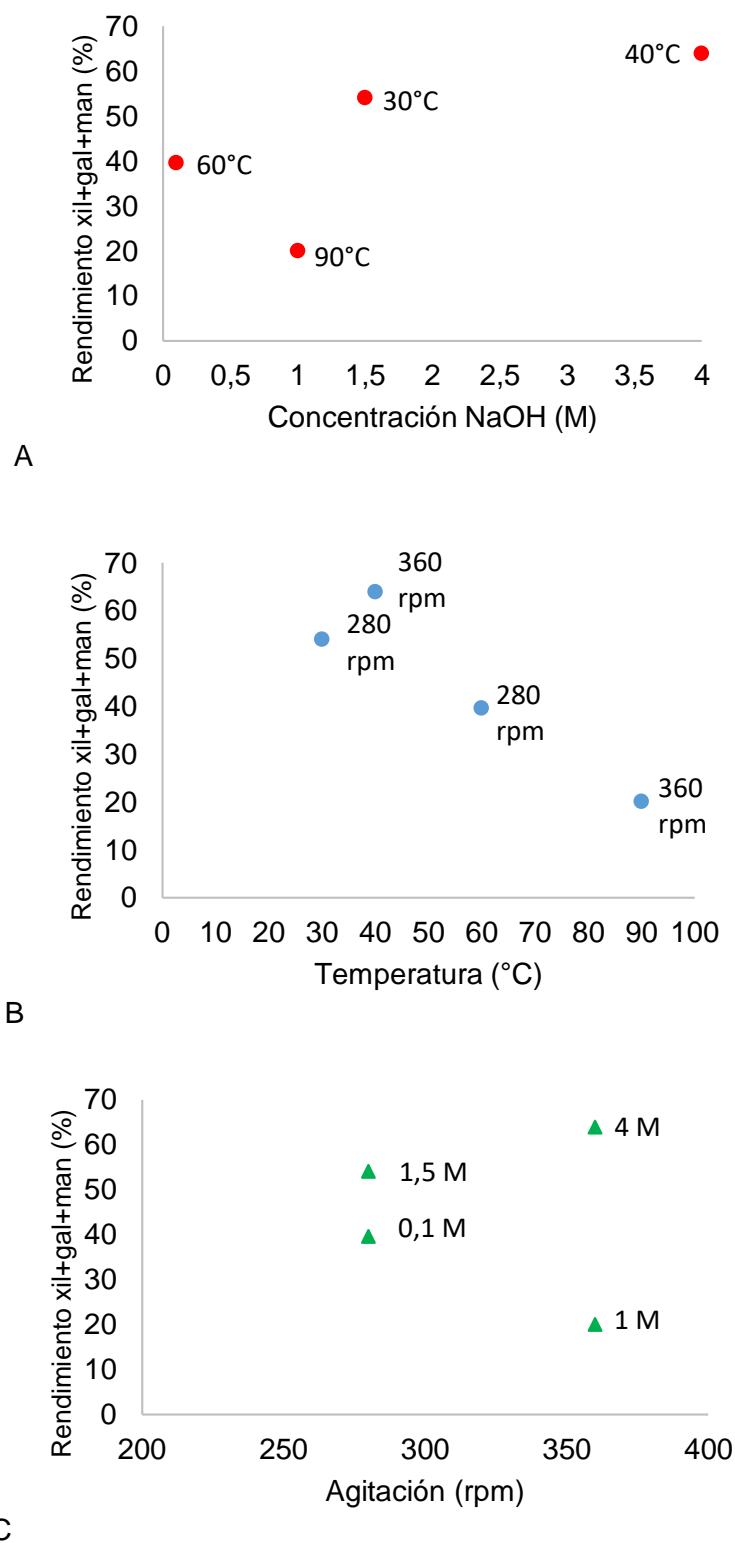 Rendimiento xil+gal+man (%)
70
60
50
40
30
20
10
0
40°C
30°C
60°C
90°C
0 0,5 1 1,5 2 2,5 3 3,5 4
Concentración NaOH (M)
A
Rendimiento xil+gal+man (%)
70
60
50
40
30
20
10
0
360
rpm
280
rpm
280
rpm
360
rpm
0 10 20 30 40 50 60 70 80 90 100
Temperatura (°C)
B
Rendimiento xil+gal+man (%)
70
60
50
40
30
20
10
0
4 M
1,5 M
0,1 M
1 M
200 250 300 350 400
Agitación (rpm)
C